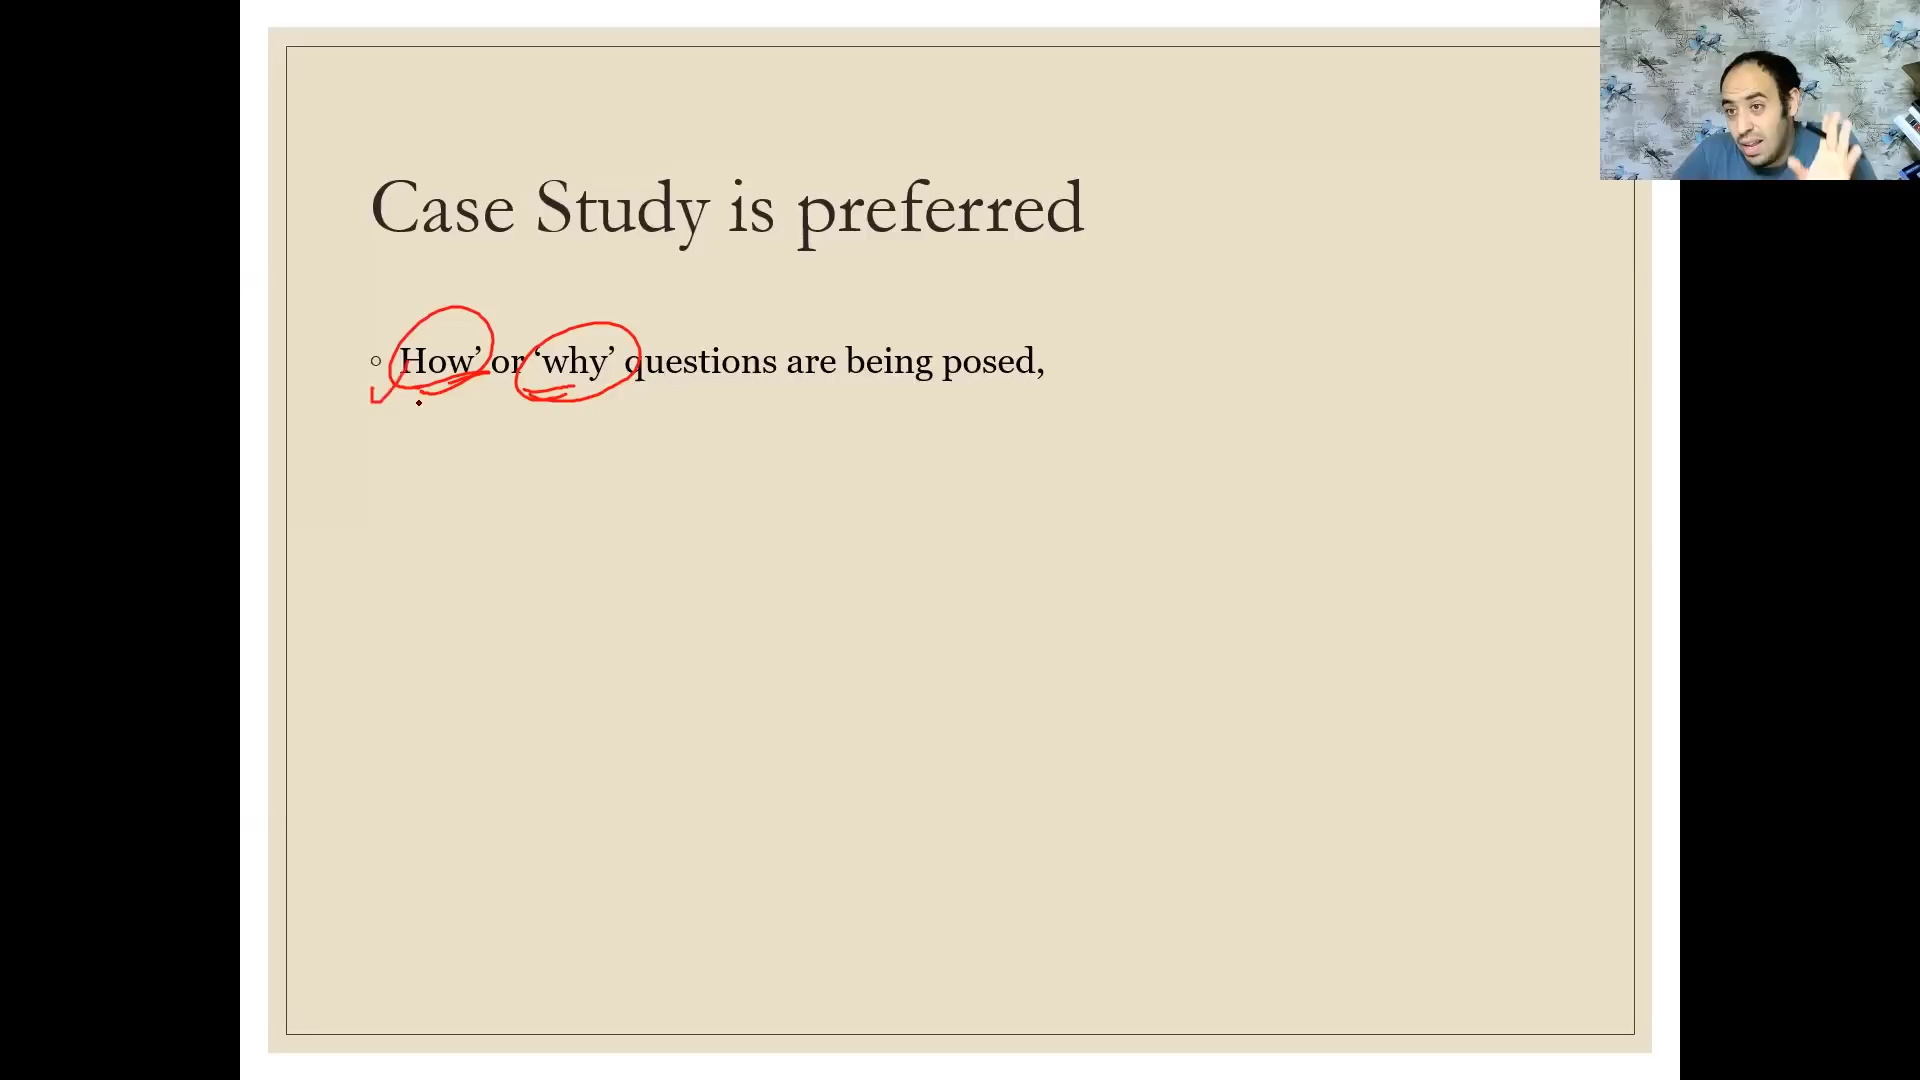 Case Study is preferred
How’ or ‘why’ questions are being posed,